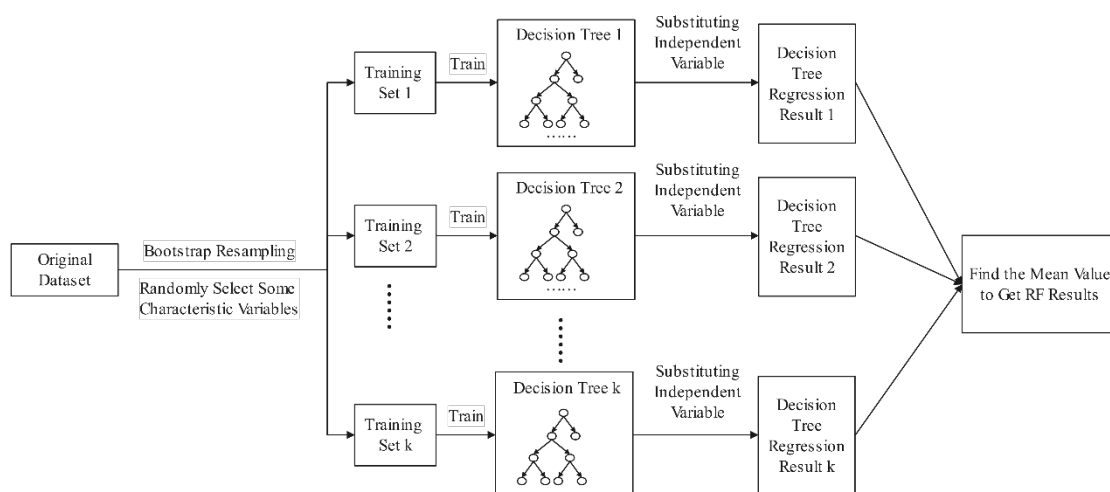 Original
Dataset
Bootstrap Resampling
Randomly Select Some
Characteristic Variables
Training
Set 1
Train
Decision Tree 1
……
Substituting
Independent
Variable
Decision
Tree
Regression
Result 1
Training
Set 2
Train
Decision Tree 2
……
Substituting
Independent
Variable
Decision
Tree
Regression
Result 2
Training
Set k
Train
Decision Tree k
Substituting
Independent
Variable
Decision
Tree
Regression
Result k
Find the Mean Value
to Get RF Results